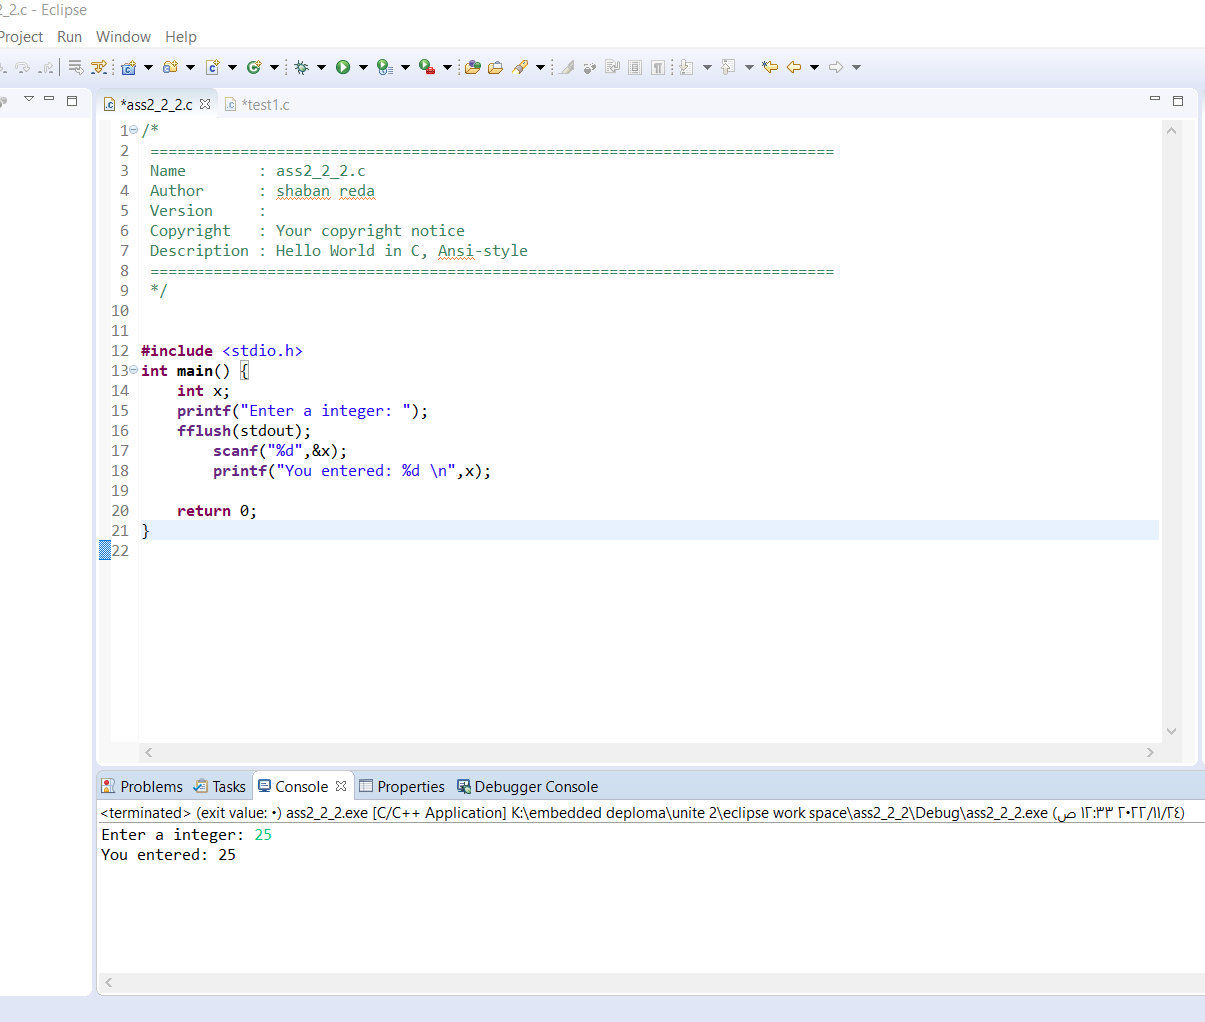 2_2.c - Eclipse
Project Run Window Help
*ass2_2_2.c *test1.c
1 /*
2 ============================================================================
3 Name : ass2_2_2.c
4 Author : shaban reda
5 Version :
6 Copyright : Your copyright notice
7 Description : Hello World in C, Ansi-style
8 ============================================================================
9 */
10
11
12 #include <stdio.h>
13 int main() {
14 int x;
15 printf("Enter a integer: ");
16 fflush(stdout);
17 scanf("%d",&x);
18 printf("You entered: %d \n",x);
19
20 return 0;
21 }
22
Problems Tasks Console Properties Debugger Console
<terminated> (exit value: ٠) ass2_2_2.exe [C/C++ Application] K:\embedded deploma\unite 2\eclipse work space\ass2_2_2\Debug\ass2_2_2.exe (٢٠٢٢/١١/٢٤ ١٢:٣٣ ص)
Enter a integer: 25
You entered: 25